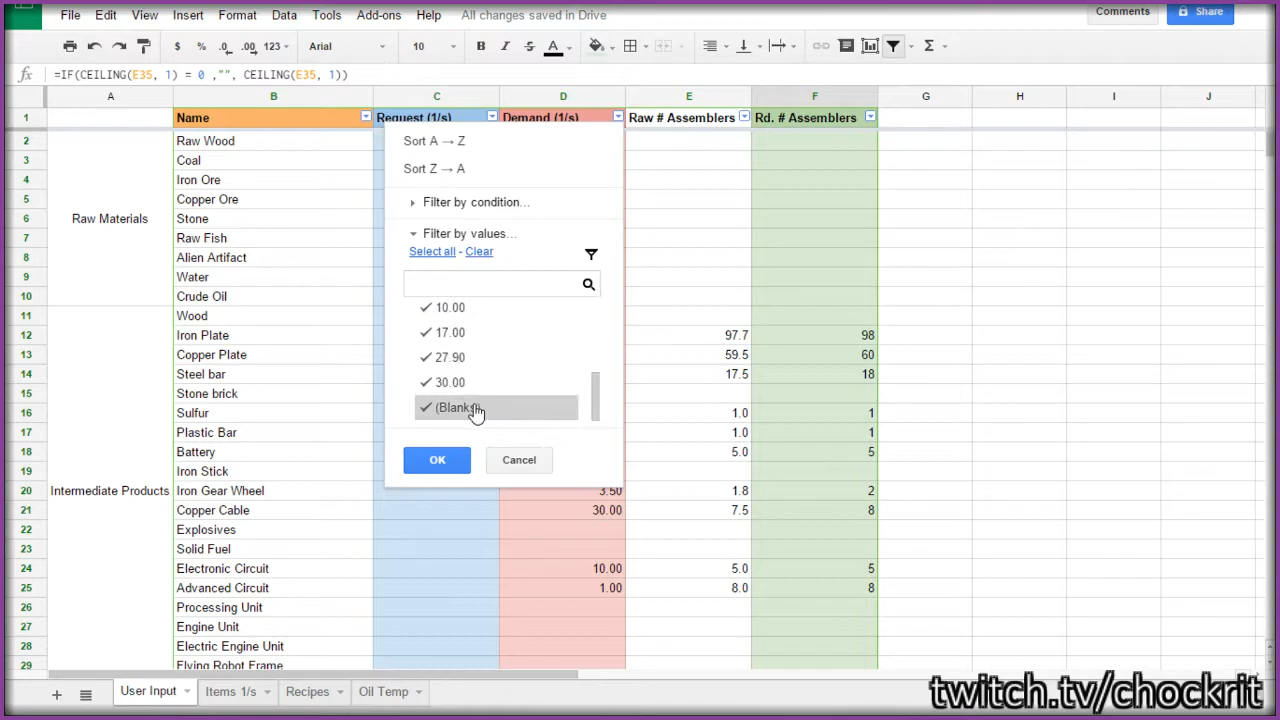 File Edit View Insert Format Data Tools Add-ons Help All changes saved in Drive Comments Share
$ % .0 .00 123 Arial 10 B I S A Σ
fx =IF(CEILING(E35, 1) = 0 ,"", CEILING(E35, 1))
A B C D E F G H I J
1 Name Request (1/s) Demand (1/s) Raw # Assemblers Rd. # Assemblers
2 Raw Wood
3 Coal
4 Iron Ore
5 Copper Ore
6 Raw Materials Stone
7 Raw Fish
8 Alien Artifact
9 Water
10 Crude Oil
11 Wood
12 Iron Plate 97.7 98
13 Copper Plate 59.5 60
14 Steel bar 17.5 18
15 Stone brick
16 Sulfur 1.0 1
17 Plastic Bar 1.0 1
18 Battery 5.0 5
19 Iron Stick
20 Intermediate Products Iron Gear Wheel 3.50 1.8 2
21 Copper Cable 30.00 7.5 8
22 Explosives
23 Solid Fuel
24 Electronic Circuit 10.00 5.0 5
25 Advanced Circuit 1.00 8.0 8
26 Processing Unit
27 Engine Unit
28 Electric Engine Unit
29 Flying Robot Frame
Sort A → Z
Sort Z → A
Filter by condition...
Filter by values...
Select all - Clear
10.00
17.00
27.90
30.00
(Blanks)
OK Cancel
+ User Input Items 1/s Recipes Oil Temp
twitch.tv/chockrit